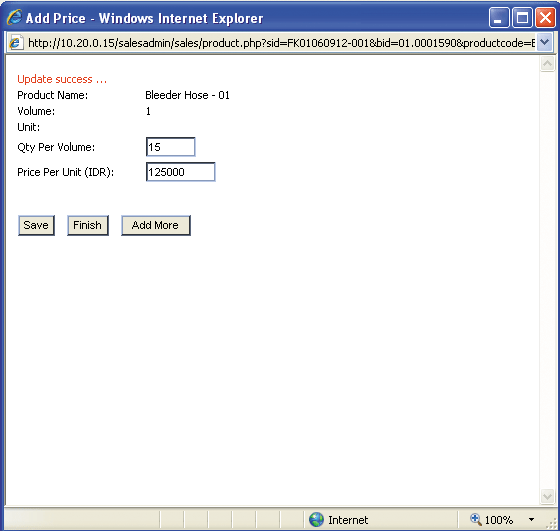 Add Price - Windows Internet Explorer
http://10.20.0.15/salesadmin/sales/product.php?sid=FK01060912-001&bid=01.0001590&productcode=
Update success ...
Product Name: Bleeder Hose - 01
Volume: 1
Unit:
Qty Per Volume: 15
Price Per Unit (IDR): 125000
Save Finish Add More
Internet 100%